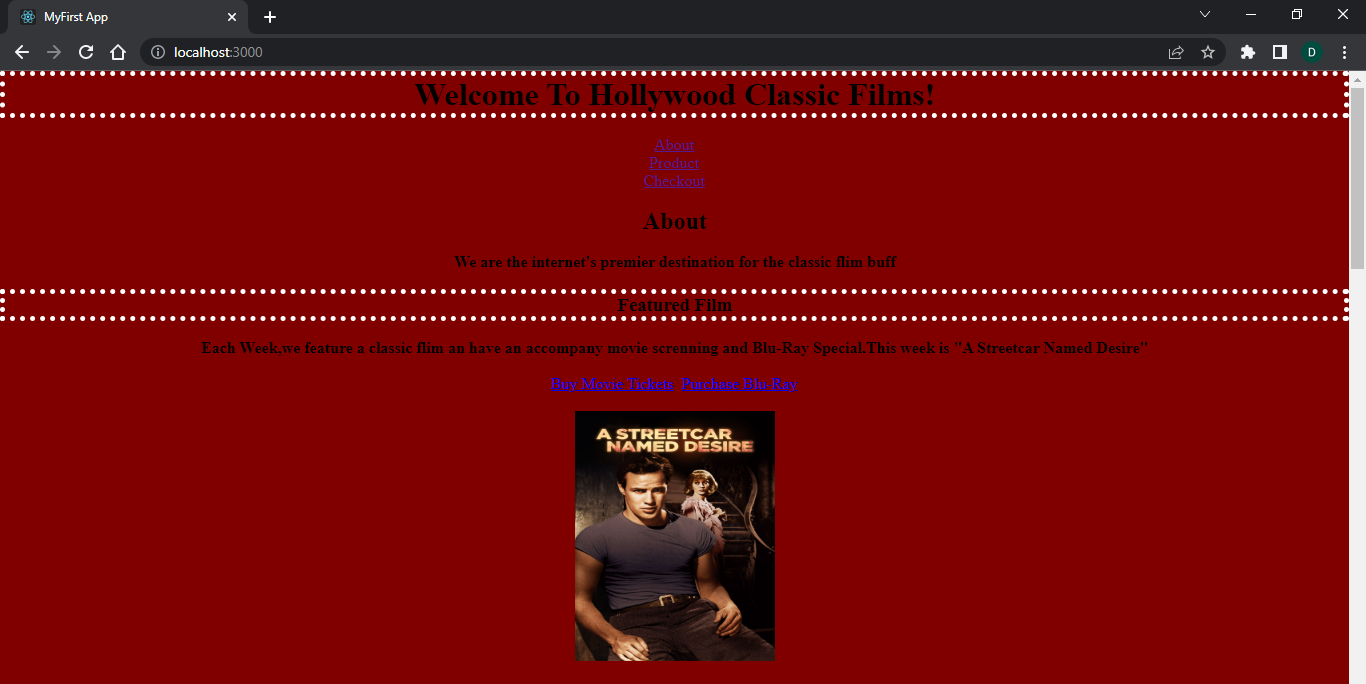 MyFirst App
localhost:3000
D
Welcome To Hollywood Classic Films!
About
Product
Checkout
About
We are the internet's premier destination for the classic flim buff
Featured Film
Each Week,we feature a classic flim an have an accompany movie screnning and Blu-Ray Special.This week is "A Streetcar Named Desire"
Buy Movie Tickets Purchase Blu-Ray
A STREETCAR
NAMED DESIRE